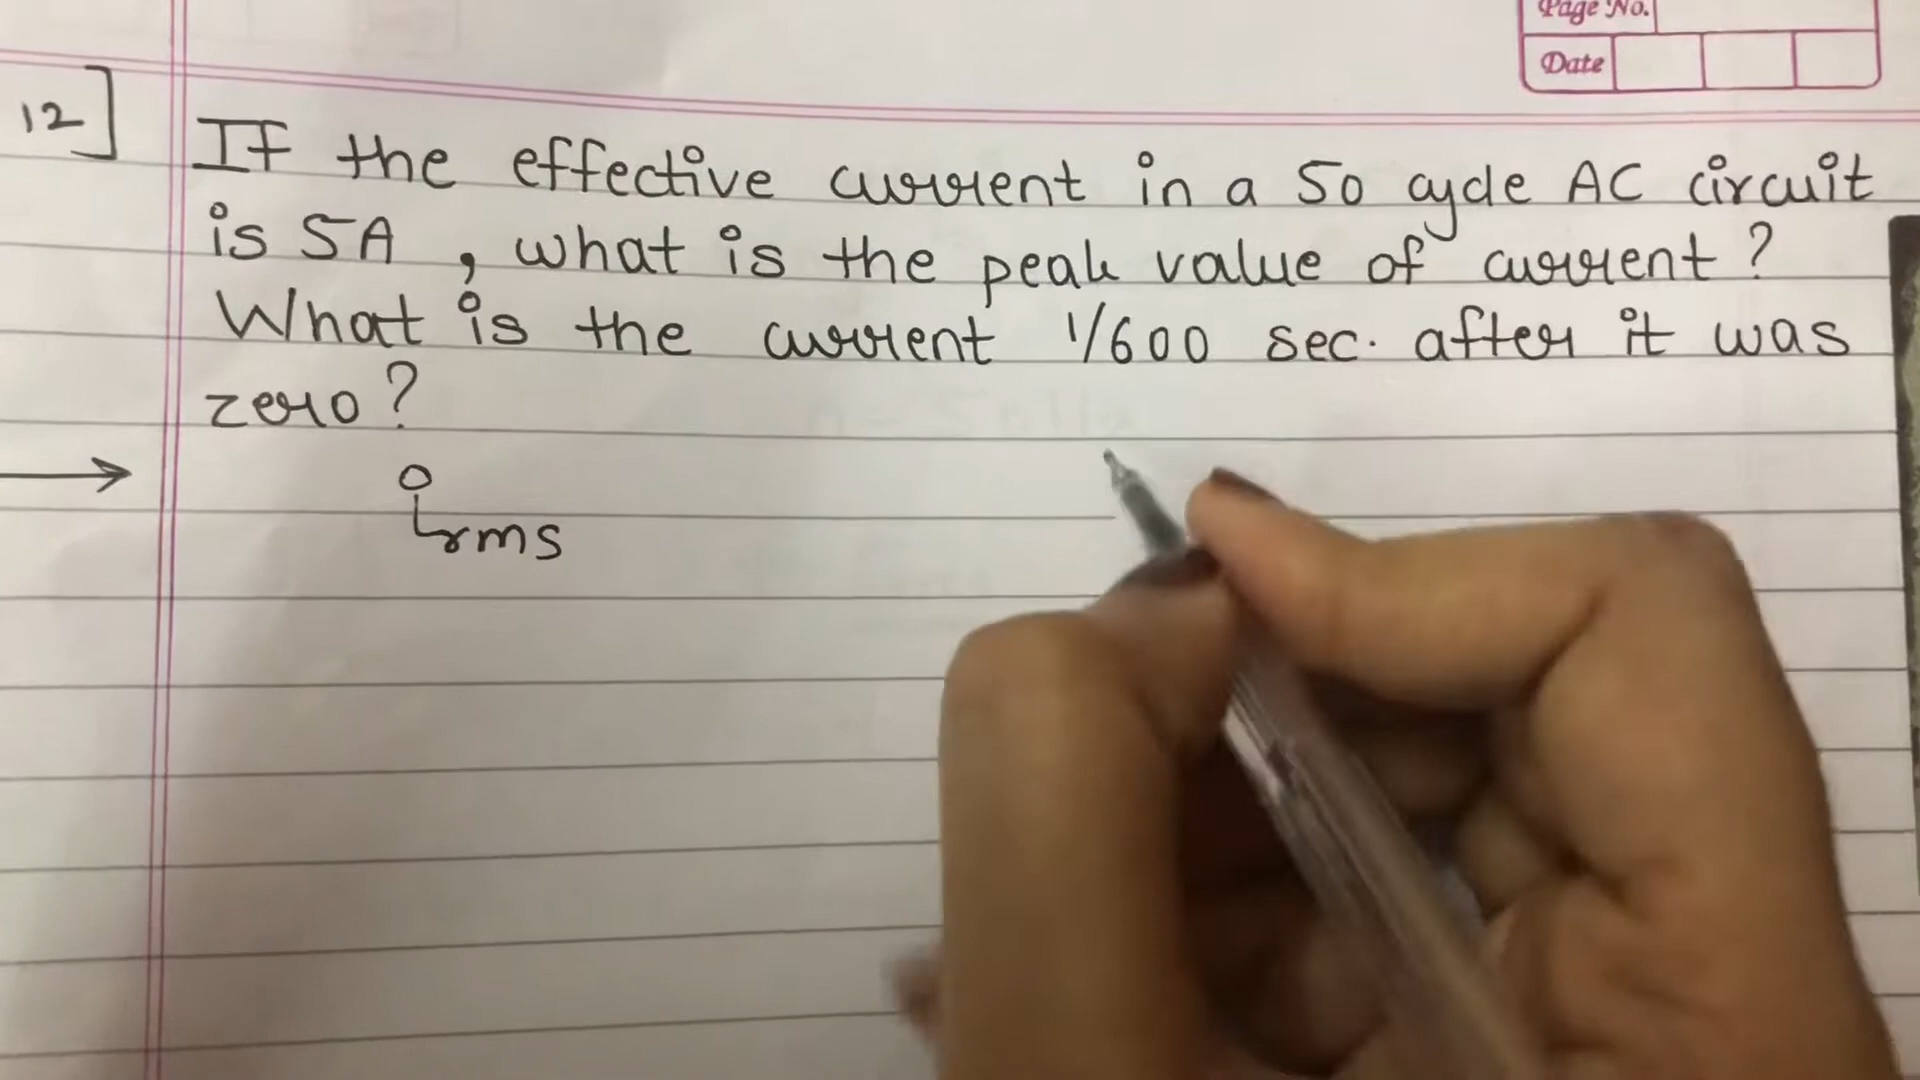 Page No.
Date
12] If the effective current in a 50 cycle AC circuit
is 5A , what is the peak value of current ?
What is the current 1/600 sec. after it was
zero ?
→ irms